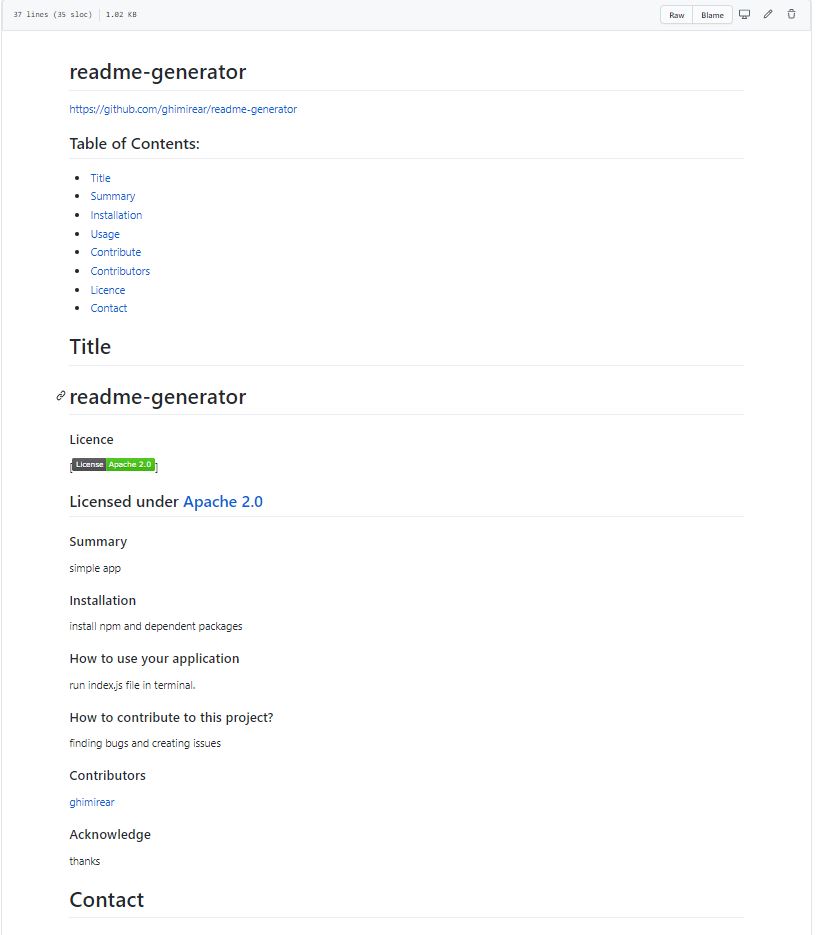 37 lines (35 sloc) 1.02 KB Raw Blame
readme-generator
https://github.com/ghimirear/readme-generator
Table of Contents:
Title
Summary
Installation
Usage
Contribute
Contributors
Licence
Contact
Title
readme-generator
Licence
[License Apache 2.0]
Licensed under Apache 2.0
Summary
simple app
Installation
install npm and dependent packages
How to use your application
run index.js file in terminal.
How to contribute to this project?
finding bugs and creating issues
Contributors
ghimirear
Acknowledge
thanks
Contact